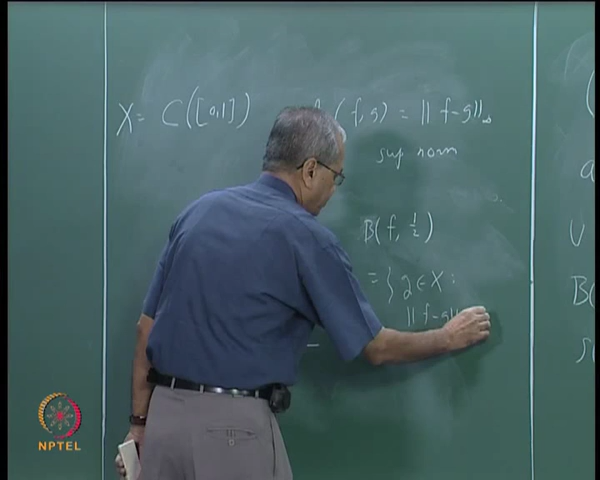 X = C([0,1]) d(f,g) = ||f-g||∞
sup norm
B(f, 1/2)
= { g ∈ X :
||f-g||
NPTEL